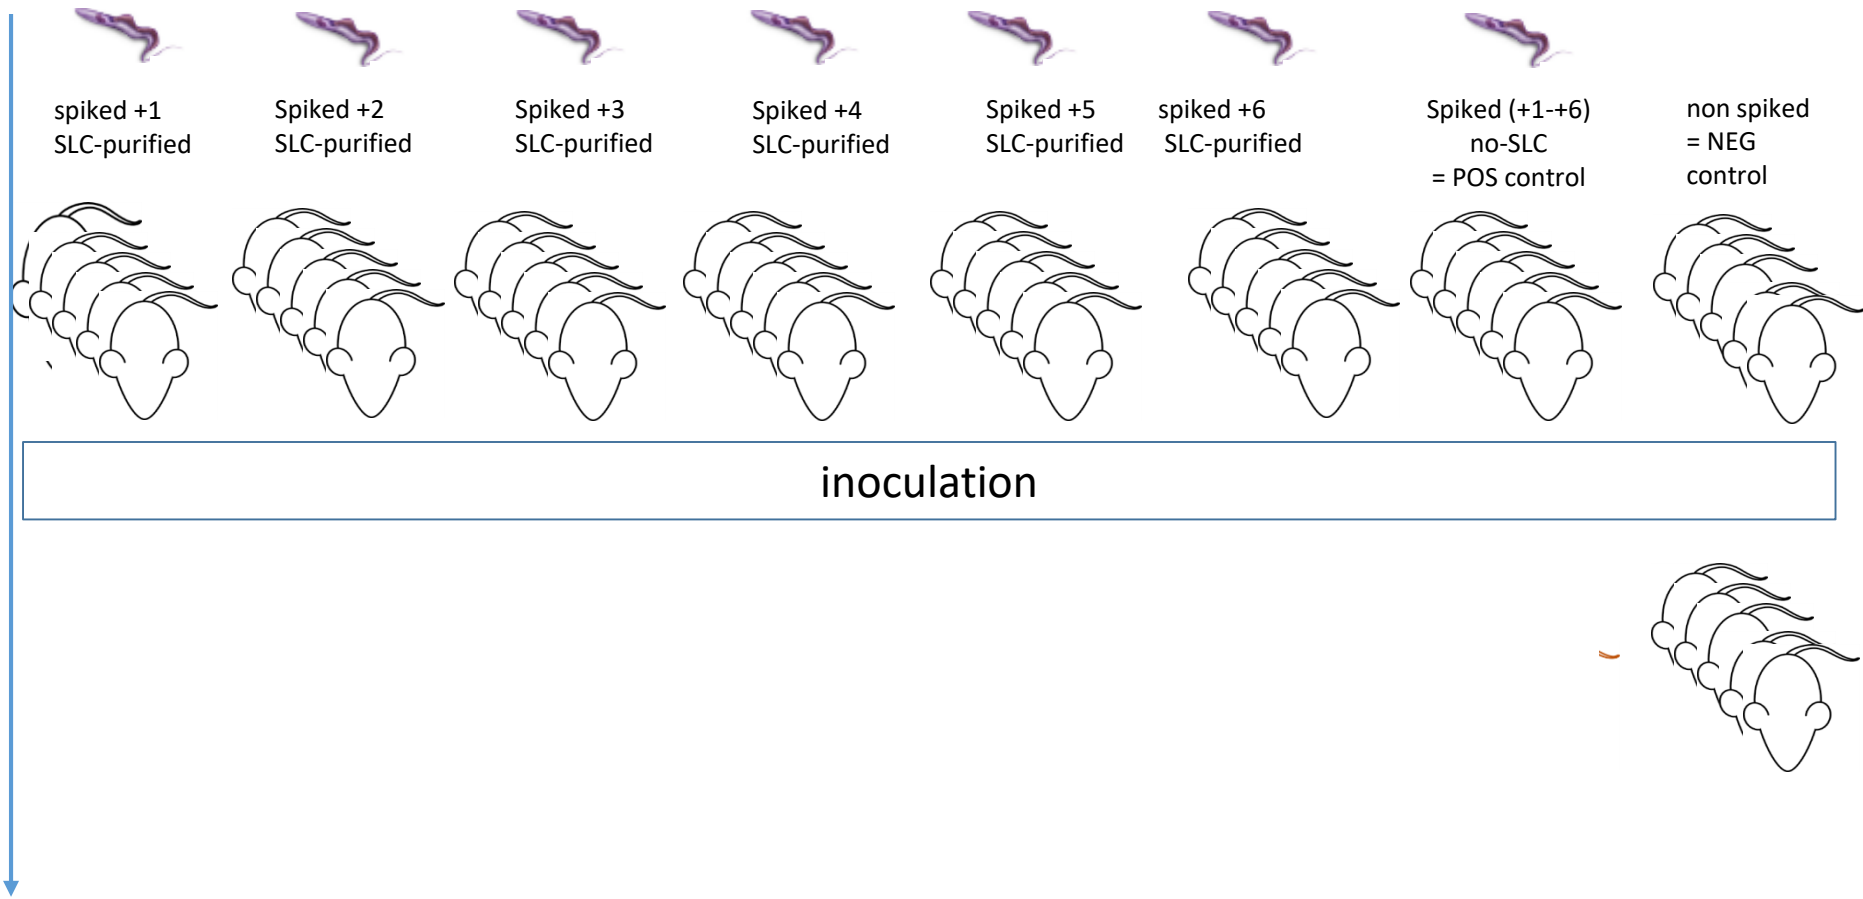 spiked +1
SLC-purified
Spiked +2
SLC-purified
Spiked +3
SLC-purified
Spiked +4
SLC-purified
Spiked +5
SLC-purified
spiked +6
SLC-purified
Spiked (+1-+6)
no-SLC
= POS control
non spiked
= NEG
control
inoculation